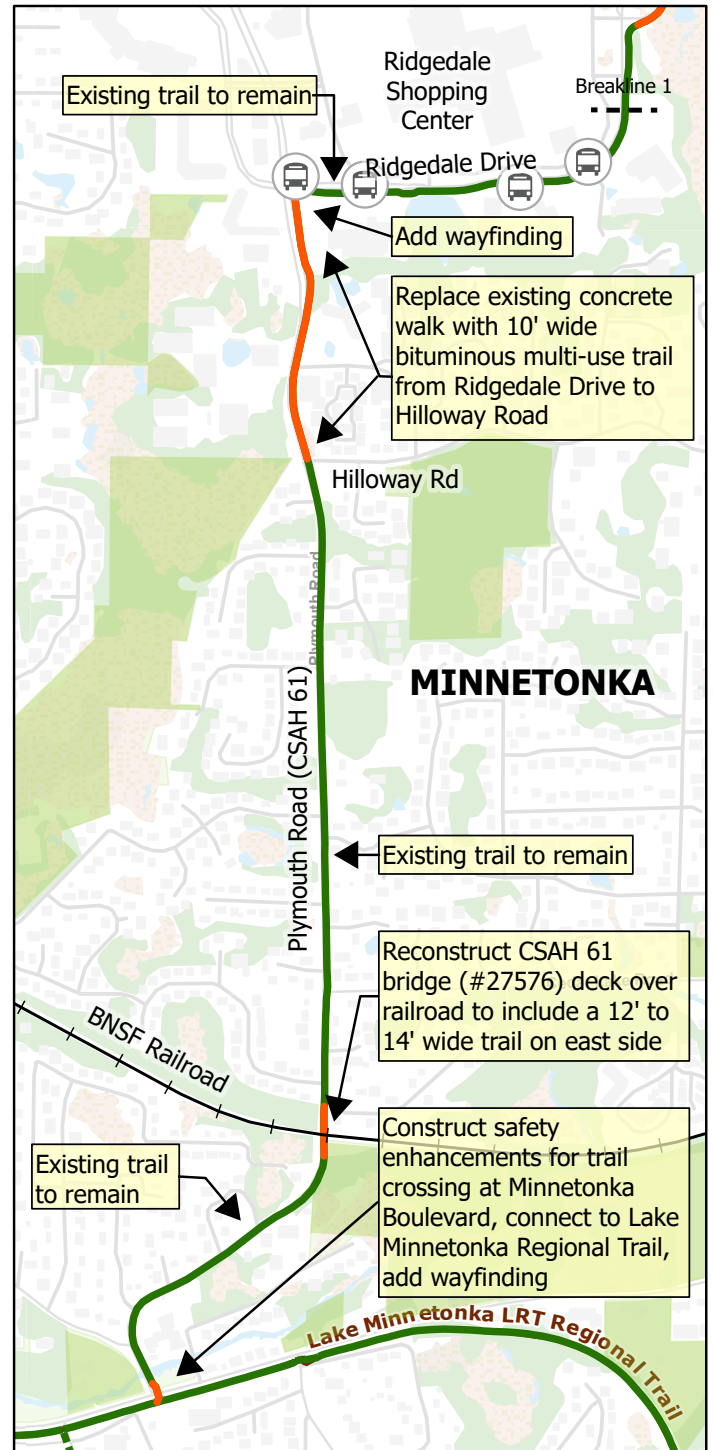 Ridgedale
Shopping
Center
Existing trail to remain
Breakline 1
Ridgedale Drive
Add wayfinding
Replace existing concrete
walk with 10' wide
bituminous multi-use trail
from Ridgedale Drive to
Hilloway Road
Hilloway Rd
Plymouth Road
MINNETONKA
Plymouth Road (CSAH 61)
Existing trail to remain
Reconstruct CSAH 61
bridge (#27576) deck over
railroad to include a 12' to
14' wide trail on east side
BNSF Railroad
Construct safety
enhancements for trail
crossing at Minnetonka
Boulevard, connect to Lake
Minnetonka Regional Trail,
add wayfinding
Existing trail
to remain
Lake Minnetonka LRT Regional Trail